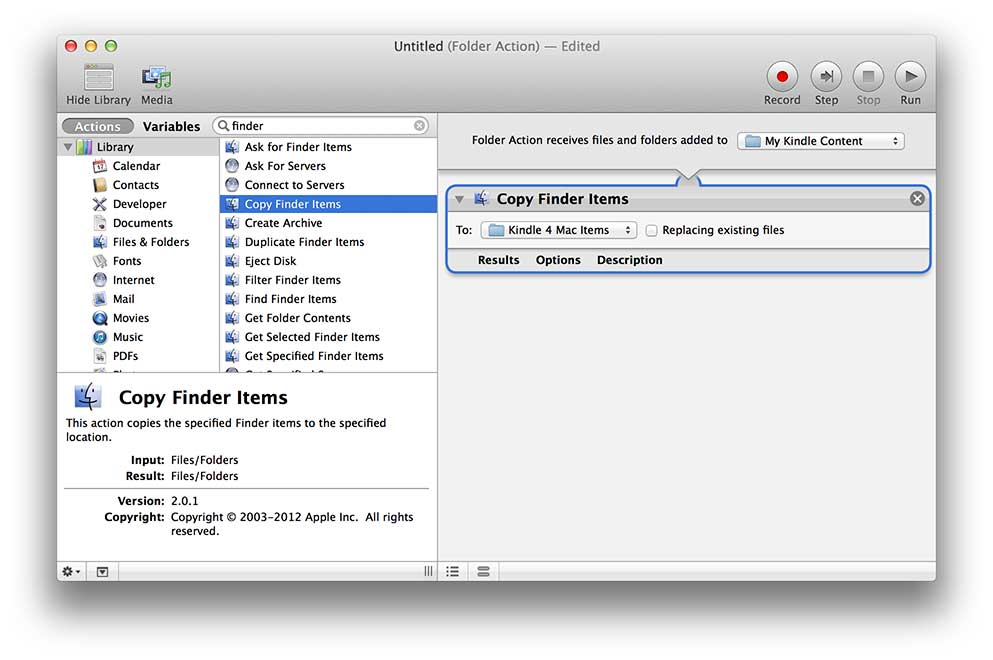 Untitled (Folder Action) — Edited
Hide Library
Media
Record
Step
Stop
Run
Actions
Variables
finder
Library
Calendar
Contacts
Developer
Documents
Files & Folders
Fonts
Internet
Mail
Movies
Music
PDFs
Ask for Finder Items
Ask For Servers
Connect to Servers
Copy Finder Items
Create Archive
Duplicate Finder Items
Eject Disk
Filter Finder Items
Find Finder Items
Get Folder Contents
Get Selected Finder Items
Get Specified Finder Items
Copy Finder Items
This action copies the specified Finder items to the specified
location.
Input: Files/Folders
Result: Files/Folders
Version: 2.0.1
Copyright: Copyright © 2003-2012 Apple Inc. All rights
reserved.
Folder Action receives files and folders added to My Kindle Content
Copy Finder Items
To: Kindle 4 Mac Items Replacing existing files
Results Options Description